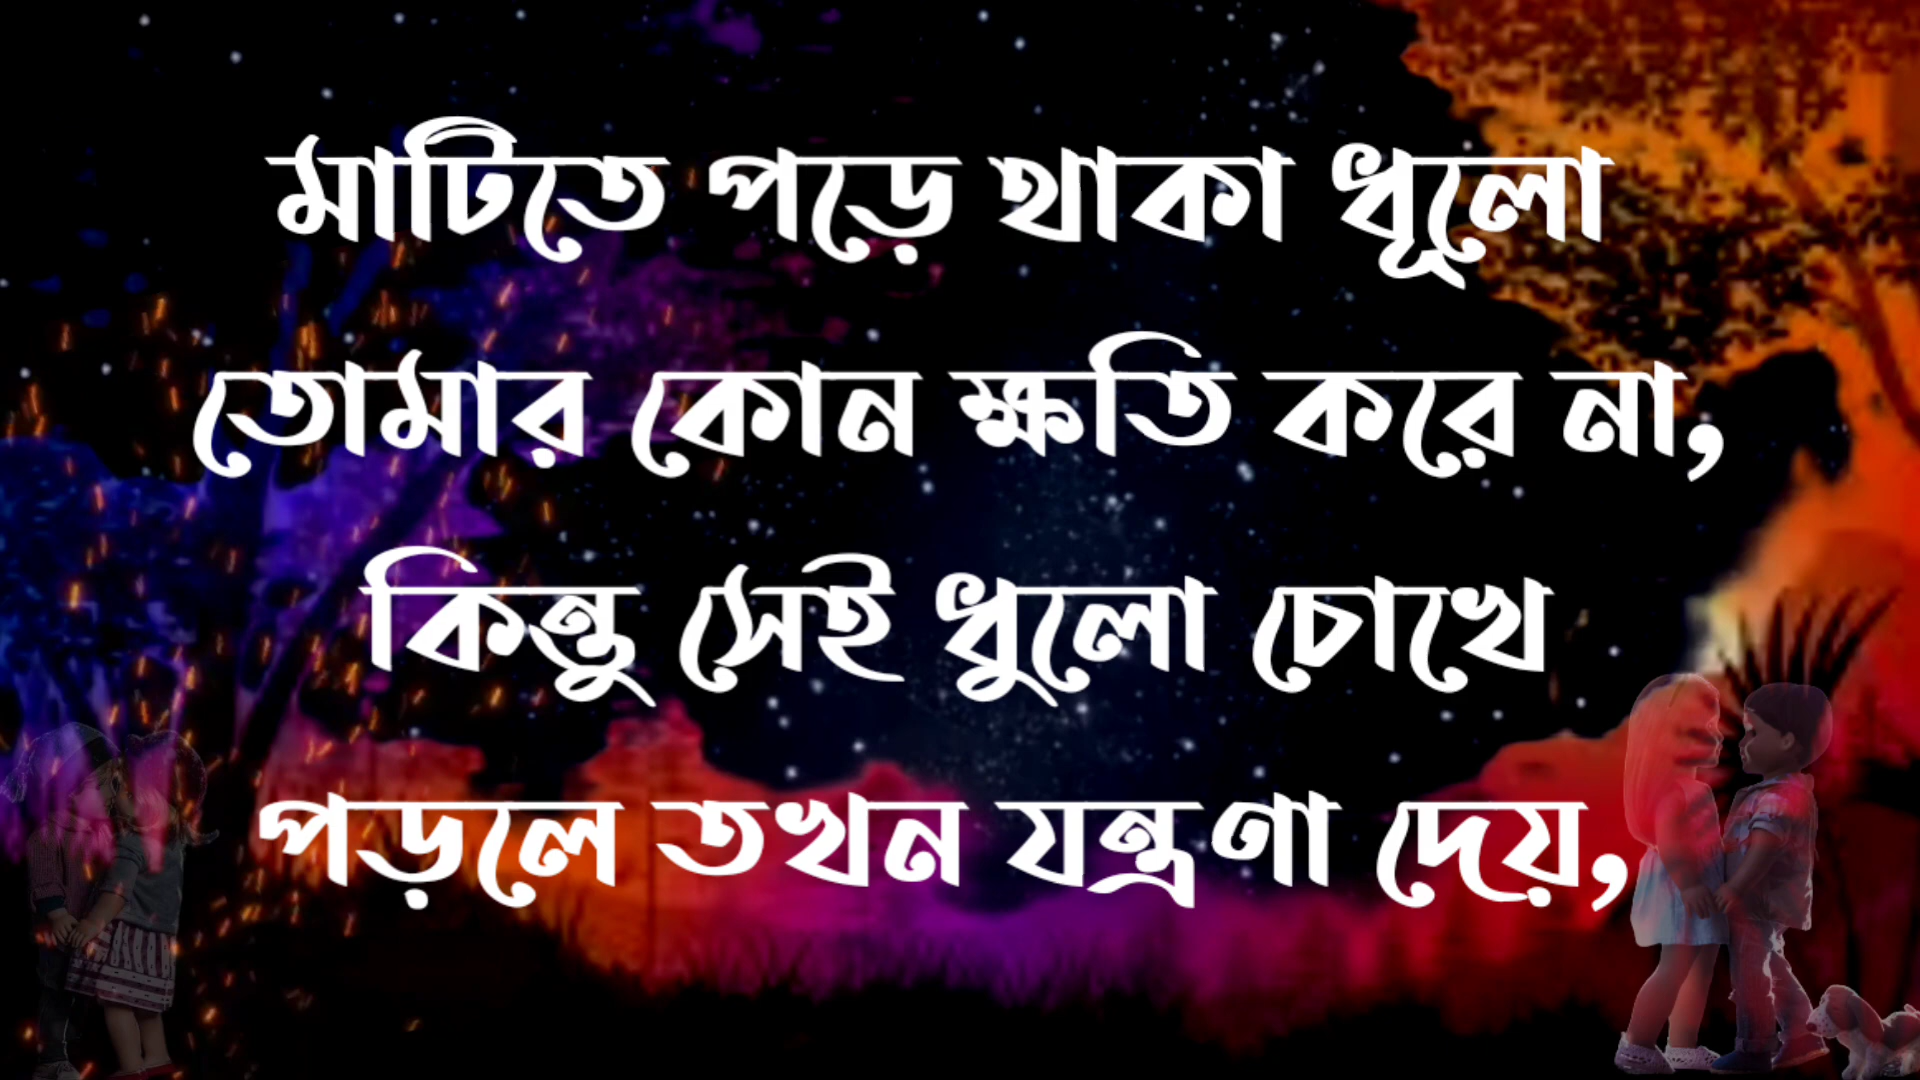 মাটিতে পড়ে থাকা ধূলো
তোমার কোন ক্ষতি করে না,
কিন্তু সেই ধুলো চোখে
পড়লে তখন যন্ত্রণা দেয়,